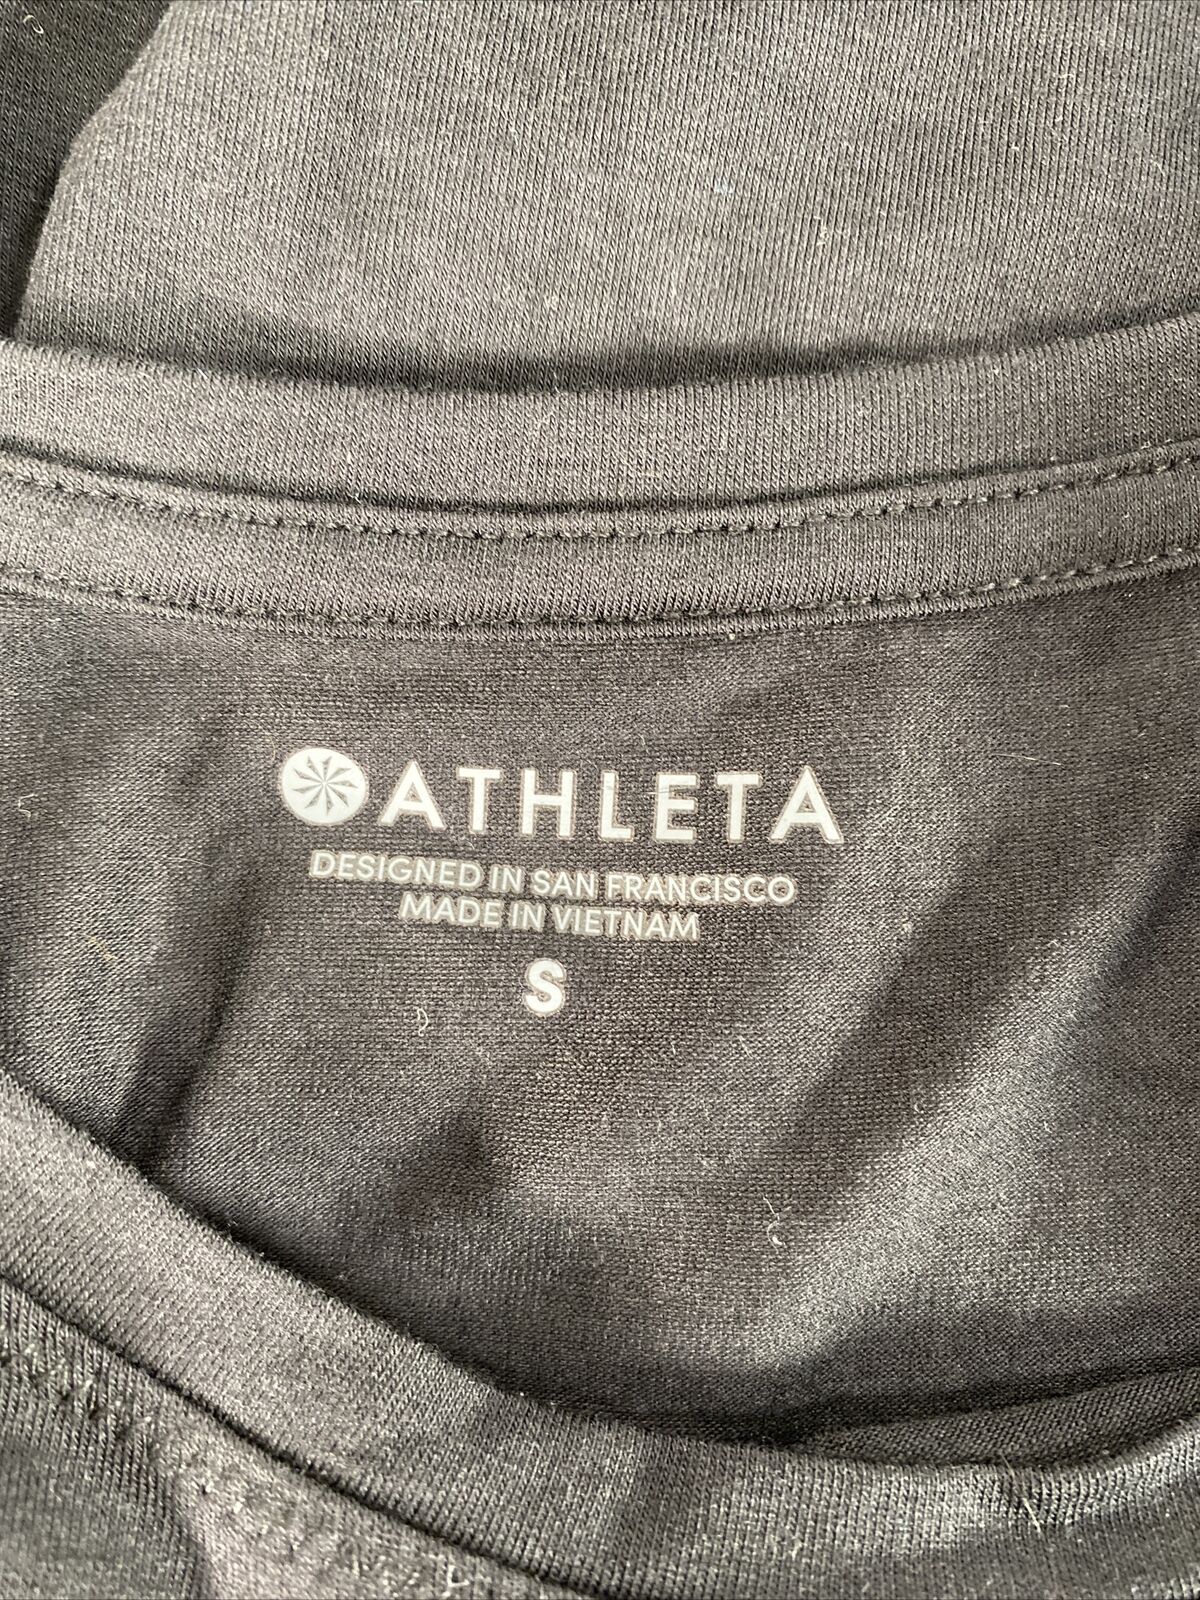 ATHLETA
DESIGNED IN SAN FRANCISCO
MADE IN VIETNAM
S